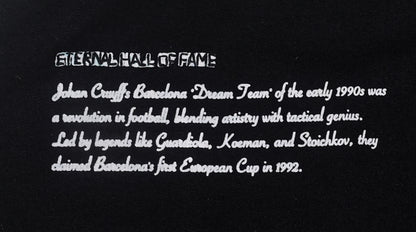 ETERNAL HALL OF FAME
Johan Cruyff's Barcelona 'Dream Team' of the early 1990s was
a revolution in football, blending artistry with tactical genius.
Led by legends like Guardiola, Koeman, and Stoichkov, they
claimed Barcelona's first European Cup in 1992.